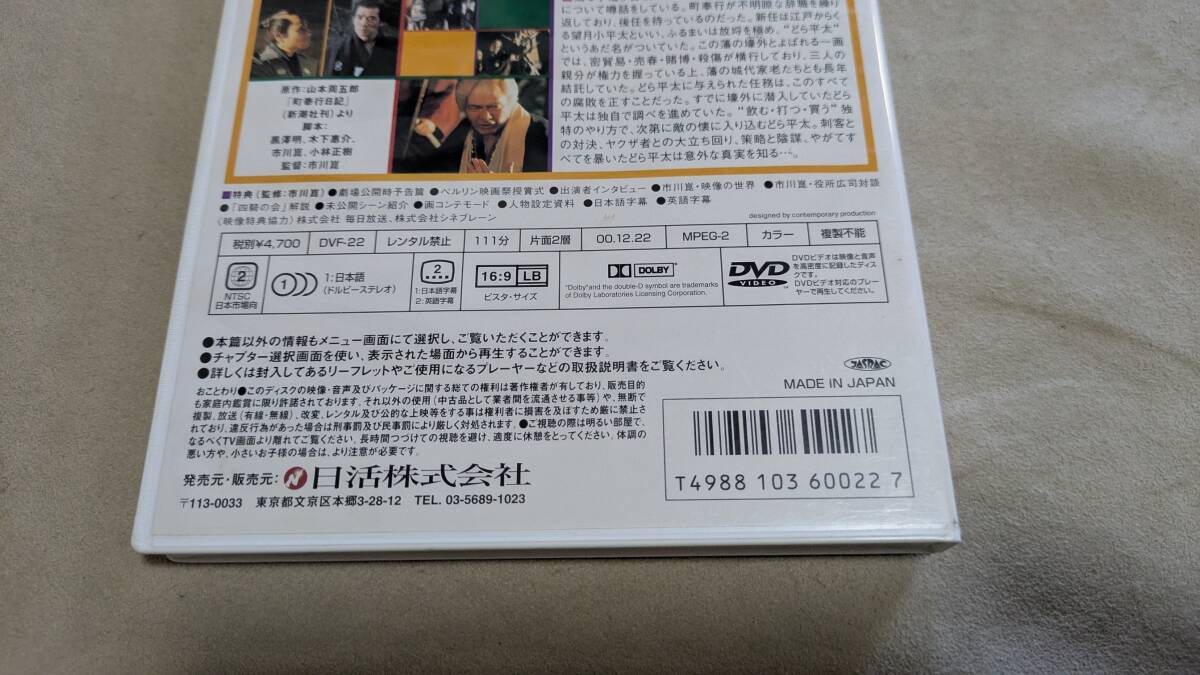 について噂話をしている。町奉行が不明瞭な辞職を繰り
返しており、後任を待っているのだった。新任は江戸からく
る望月小平太といい、ふるまいは放埒を極め、“どら平太”
というあだ名がついていた。この藩の壕外とよばれる一画
では、密貿易・売春・賭博・殺傷が横行しており、三人の
親分が権力を握っている上、藩の城代家老たちとも長年
結託していた。どら平太に与えられた任務は、このすべて
の腐敗を正すことだった。すでに壕外に潜入していたどら
平太は独自で調べを進めていた。“飲む・打つ・買う”独
特のやり方で、次第に敵の懐に入り込むどら平太。刺客と
の対決、ヤクザ者との大立ち回り、策略と陰謀。やがてす
べてを暴いたどら平太は意外な真実を知る…。
原作：山本周五郎
「町奉行日記」
（新潮社刊）より
脚本：
黒澤明、木下惠介、
市川崑、小林正樹
監督：市川崑
■特典（監修：市川崑）●劇場公開時予告篇 ●ベルリン映画祭授賞式 ●出演者インタビュー ●市川崑・映像の世界 ●市川崑・役所広司対談
●「四騎の会」解説 ●未公開シーン紹介 ●画コンテモード ●人物設定資料 ●日本語字幕 ●英語字幕
〈映像特典協力〉株式会社 毎日放送、株式会社シネブレーン
designed by contemporary production
税別¥4,700 DVF-22 レンタル禁止 111分 片面2層 00.12.22 MPEG-2 カラー 複製不能
2
NTSC
日本市場向
1：日本語
（ドルビーステレオ）
2
1：日本語字幕
2：英語字幕
16:9 LB
ビスタ・サイズ
DOLBY
"Dolby"and the double-D symbol are trademarks
of Dolby Laboratories Licensing Corporation.
DVD
VIDEO
DVDビデオは映像と音声
を高密度に記録したディス
クです。
DVDビデオ対応のプレー
ヤーで再生してください。
●本篇以外の情報もメニュー画面にて選択し、ご覧いただくことができます。
●チャプター選択画面を使い、表示された場面から再生することができます。
●詳しくは封入してあるリーフレットやご使用になるプレーヤーなどの取扱説明書をご覧ください。
おことわり●このディスクの映像・音声及びパッケージに関する総ての権利は著作権者が有しており、販売目的
も家庭内鑑賞に限り許諾されております。それ以外の使用（中古品として業者間を流通させる事等）や、無断で
複製、放送（有線・無線）、改変、レンタル及び公的な上映等をする事は権利者に損害を及ぼすため厳に禁止さ
れており、違反行為があった場合は刑事罰及び民事罰により厳しく対処されます。●ご視聴の際は明るい部屋で、
なるべくTV画面より離れてご覧ください。長時間つづけての視聴を避け、適度に休憩をとってください。体調の
悪い方や、小さいお子様の場合は、より注意が必要です。
JASRAC
MADE IN JAPAN
T4988 103 60022 7
発売元・販売元： 日活株式会社
〒113-0033 東京都文京区本郷3-28-12 TEL. 03-5689-1023